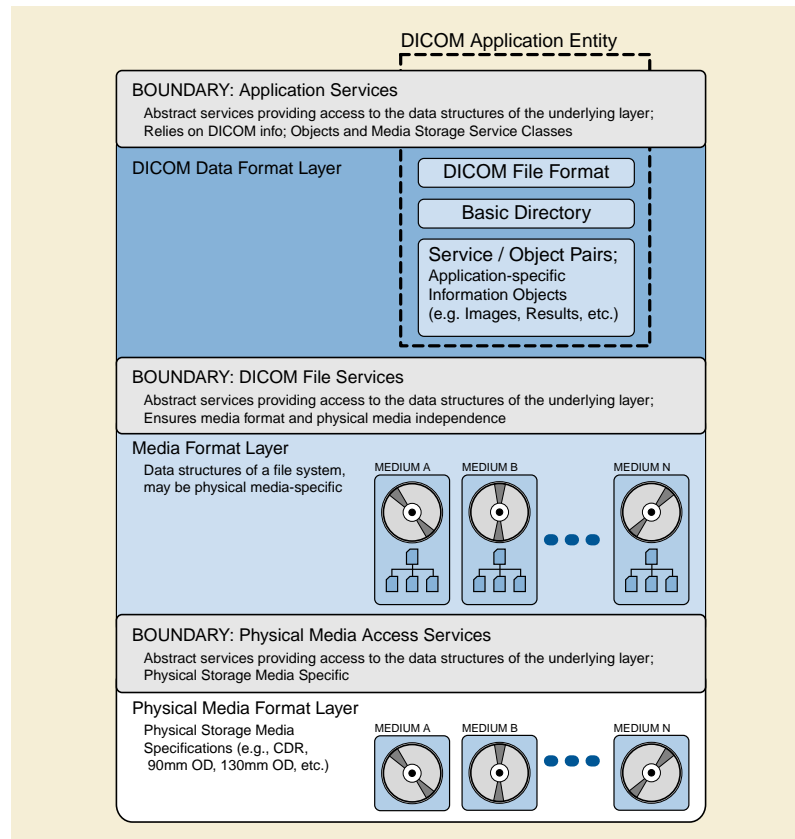 DICOM Application Entity
BOUNDARY: Application Services
Abstract services providing access to the data structures of the underlying layer;
Relies on DICOM info; Objects and Media Storage Service Classes
DICOM Data Format Layer
DICOM File Format
Basic Directory
Service / Object Pairs;
Application-specific
Information Objects
(e.g. Images, Results, etc.)
BOUNDARY: DICOM File Services
Abstract services providing access to the data structures of the underlying layer;
Ensures media format and physical media independence
Media Format Layer
Data structures of a file system,
may be physical media-specific
MEDIUM A
MEDIUM B
MEDIUM N
BOUNDARY: Physical Media Access Services
Abstract services providing access to the data structures of the underlying layer;
Physical Storage Media Specific
Physical Media Format Layer
Physical Storage Media
Specifications (e.g., CDR,
90mm OD, 130mm OD, etc.)
MEDIUM A
MEDIUM B
MEDIUM N